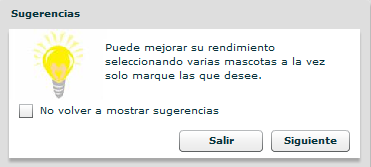 Sugerencias
Puede mejorar su rendimiento
seleccionando varias mascotas a la vez
solo marque las que desee.
No volver a mostrar sugerencias
Salir
Siguiente